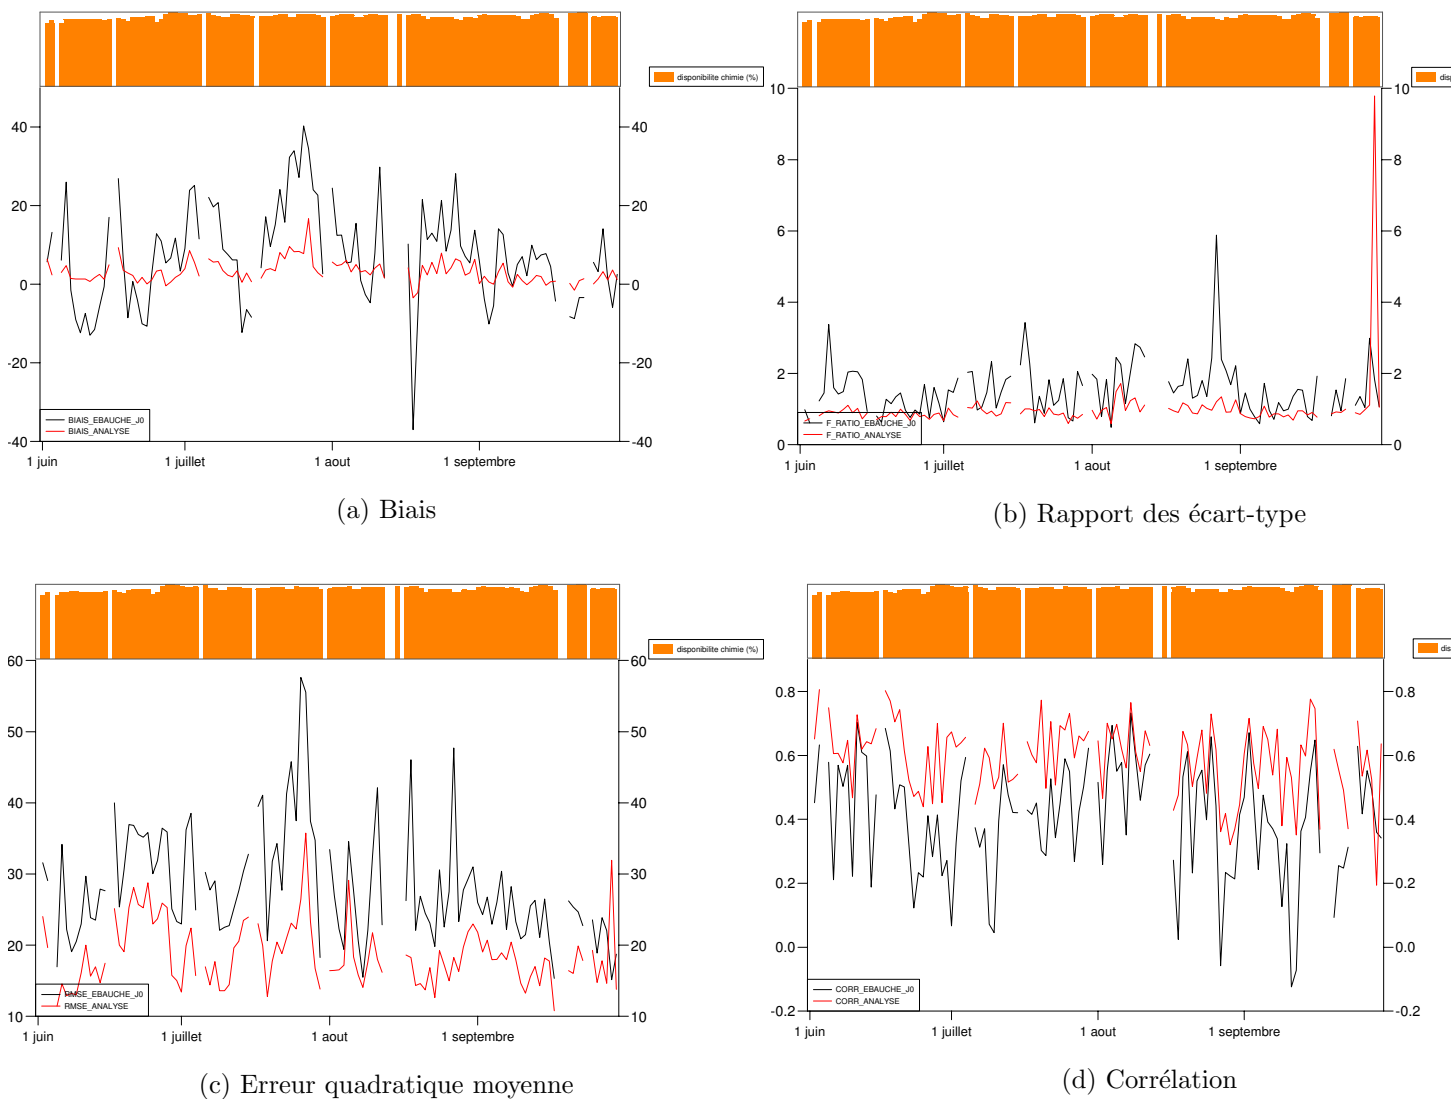 disponibilite chimie (%)
40
20
0
-20
-40
40
20
0
-20
-40
BIAIS_EBAUCHE_J0
BIAIS_ANALYSE
1 juin
1 juillet
1 aout
1 septembre
(a) Biais
dis
10
8
6
4
2
0
10
8
6
4
2
0
F_RATIO_EBAUCHE_J0
F_RATIO_ANALYSE
1 juin
1 juillet
1 aout
1 septembre
(b) Rapport des écart-type
disponibilite chimie (%)
60
50
40
30
20
10
60
50
40
30
20
10
RMSE_EBAUCHE_J0
RMSE_ANALYSE
1 juin
1 juillet
1 aout
1 septembre
(c) Erreur quadratique moyenne
dis
0.8
0.6
0.4
0.2
0.0
-0.2
0.8
0.6
0.4
0.2
0.0
-0.2
CORR_EBAUCHE_J0
CORR_ANALYSE
1 juin
1 juillet
1 aout
1 septembre
(d) Corrélation